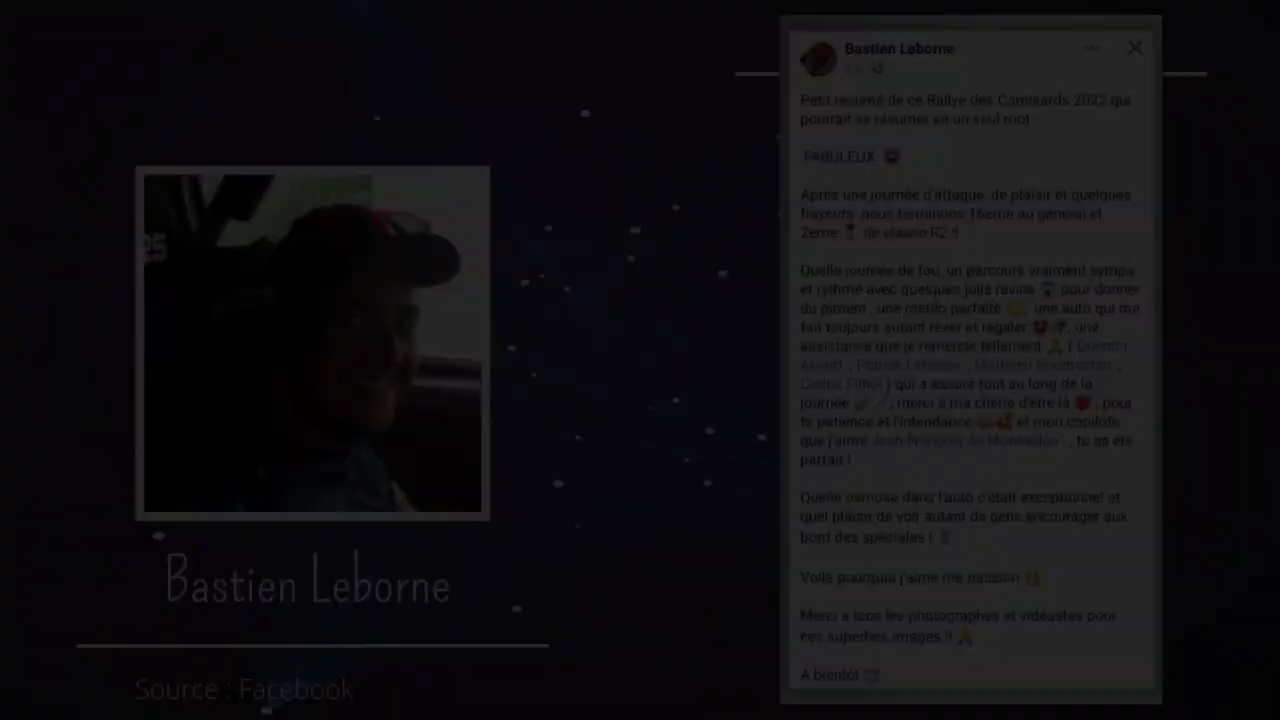 Bastien Leborne
Petit résumé de ce Rallye des Camisards 2022 qui
pourrait se résumer en un seul mot :
FABULEUX
Après une journée d'attaque, de plaisir et quelques
frayeurs, nous terminons 16ème au général et
2ème de classe R2 !!
Quelle journée de fou, un parcours vraiment sympa
et rythmé avec quelques jolis ravins pour donner
du piment , une météo parfaite , une auto qui me
fait toujours autant rêver et régaler , une
assistance que je remercie tellement (
) qui a assuré tout au long de la
journée , merci à ma chérie d'être là , pour
ta patience et l'intendance et mon copilote
que j'aime Jean François de , tu as été
parfait !
Quelle osmose dans l'auto c'était exceptionnel et
quel plaisir de voir autant de gens encourager aux
bord des spéciales !
Voilà pourquoi j'aime ma passion
Merci à tous les photographes et vidéastes pour
ces superbes images !!
A bientôt
Bastien Leborne
Source : Facebook